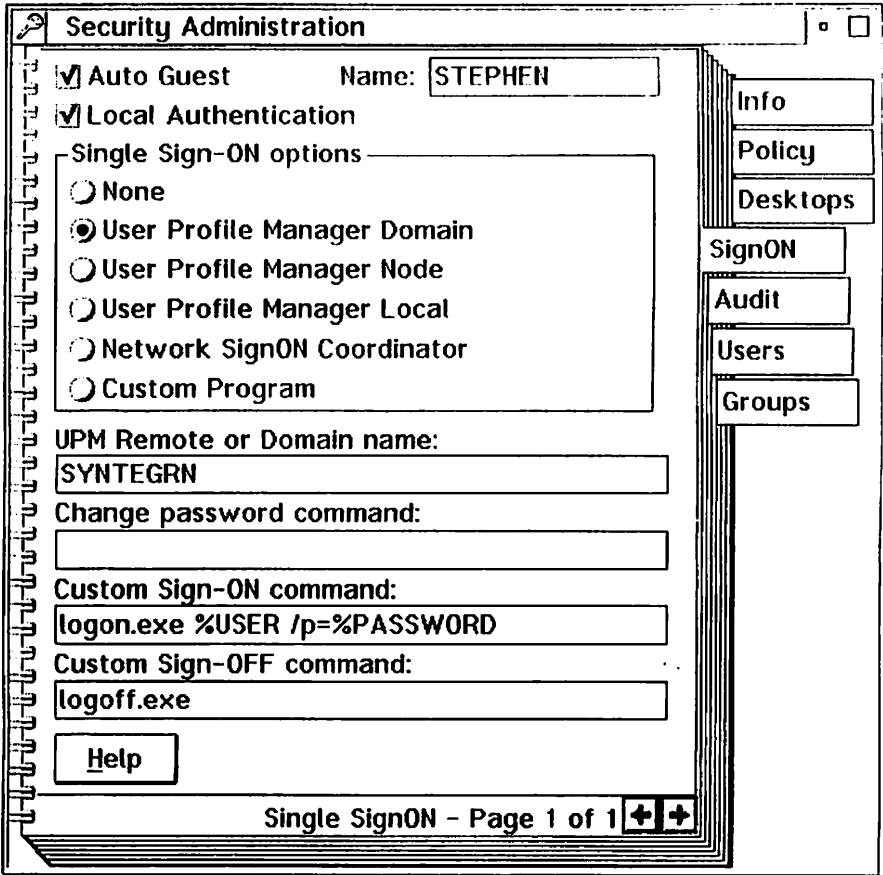 Security Administration
Auto Guest Name: STEPHEN
Local Authentication
Single Sign-ON options
None
User Profile Manager Domain
User Profile Manager Node
User Profile Manager Local
Network SignON Coordinator
Custom Program
UPM Remote or Domain name:
SYNTEGRN
Change password command:
Custom Sign-ON command:
logon.exe %USER /p=%PASSWORD
Custom Sign-OFF command:
logoff.exe
Help
Single SignON - Page 1 of 1
Info
Policy
Desktops
SignON
Audit
Users
Groups